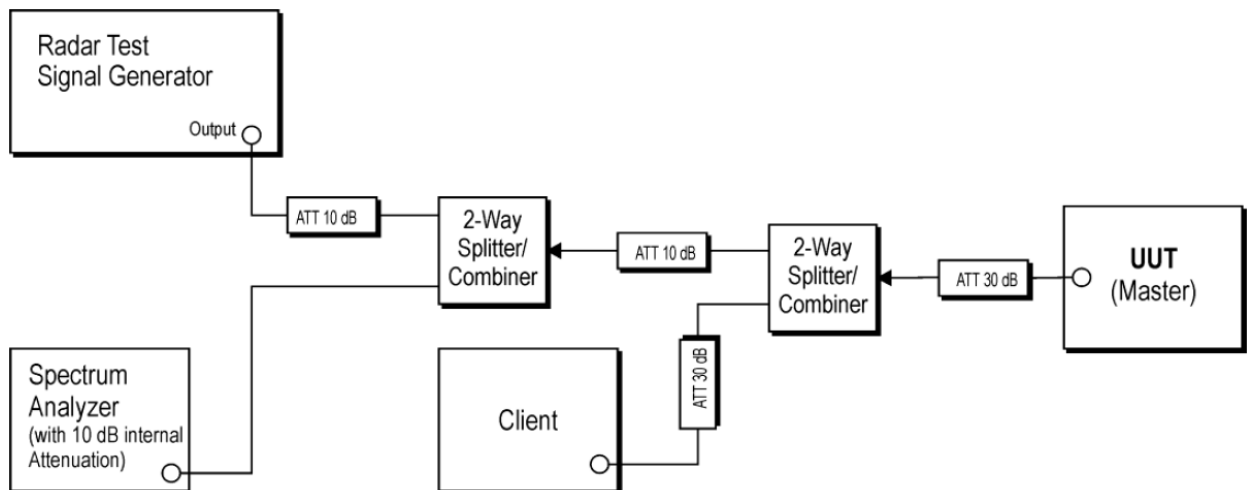 Radar Test
Signal Generator
Output
ATT 10 dB
2-Way
Splitter/
Combiner
ATT 10 dB
2-Way
Splitter/
Combiner
ATT 30 dB
UUT
(Master)
ATT 30 dB
Spectrum
Analyzer
(with 10 dB internal
Attenuation)
Client